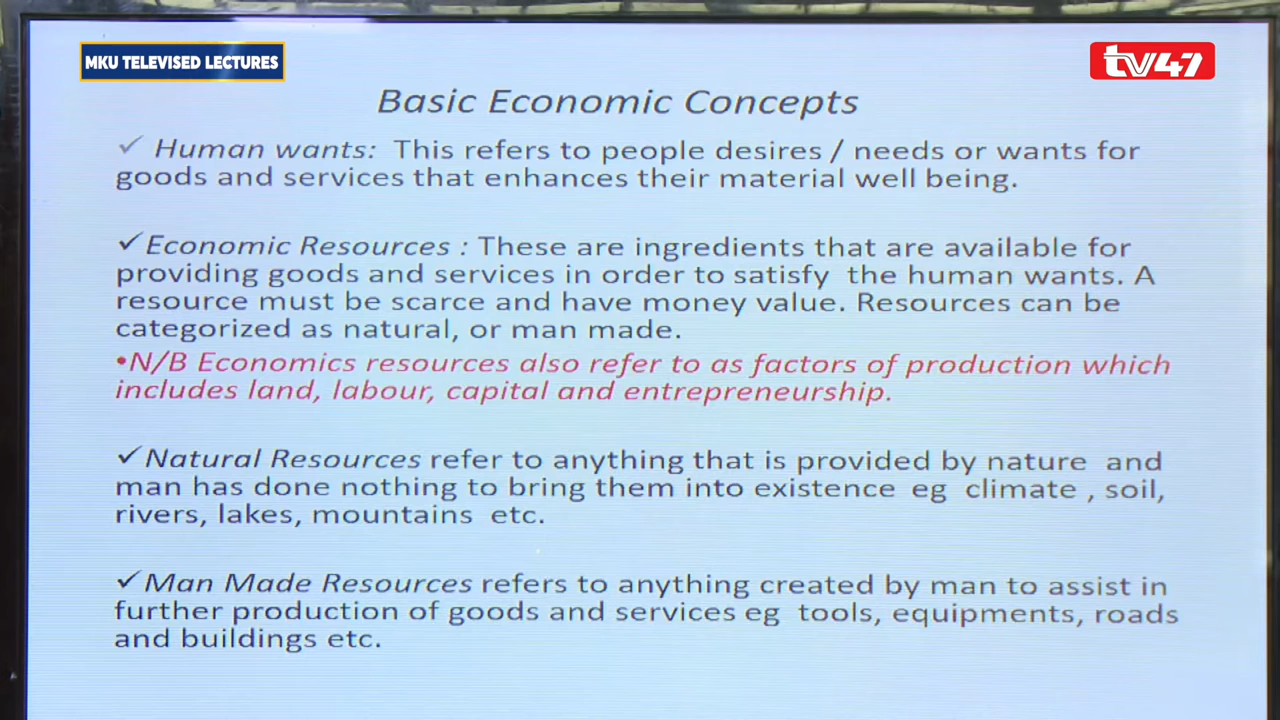 MKU TELEVISED LECTURES
tv47
Basic Economic Concepts
✓ Human wants: This refers to people desires / needs or wants for
goods and services that enhances their material well being.
✓Economic Resources : These are ingredients that are available for
providing goods and services in order to satisfy the human wants. A
resource must be scarce and have money value. Resources can be
categorized as natural, or man made.
•N/B Economics resources also refer to as factors of production which
includes land, labour, capital and entrepreneurship.
✓Natural Resources refer to anything that is provided by nature and
man has done nothing to bring them into existence eg climate , soil,
rivers, lakes, mountains etc.
✓Man Made Resources refers to anything created by man to assist in
further production of goods and services eg tools, equipments, roads
and buildings etc.